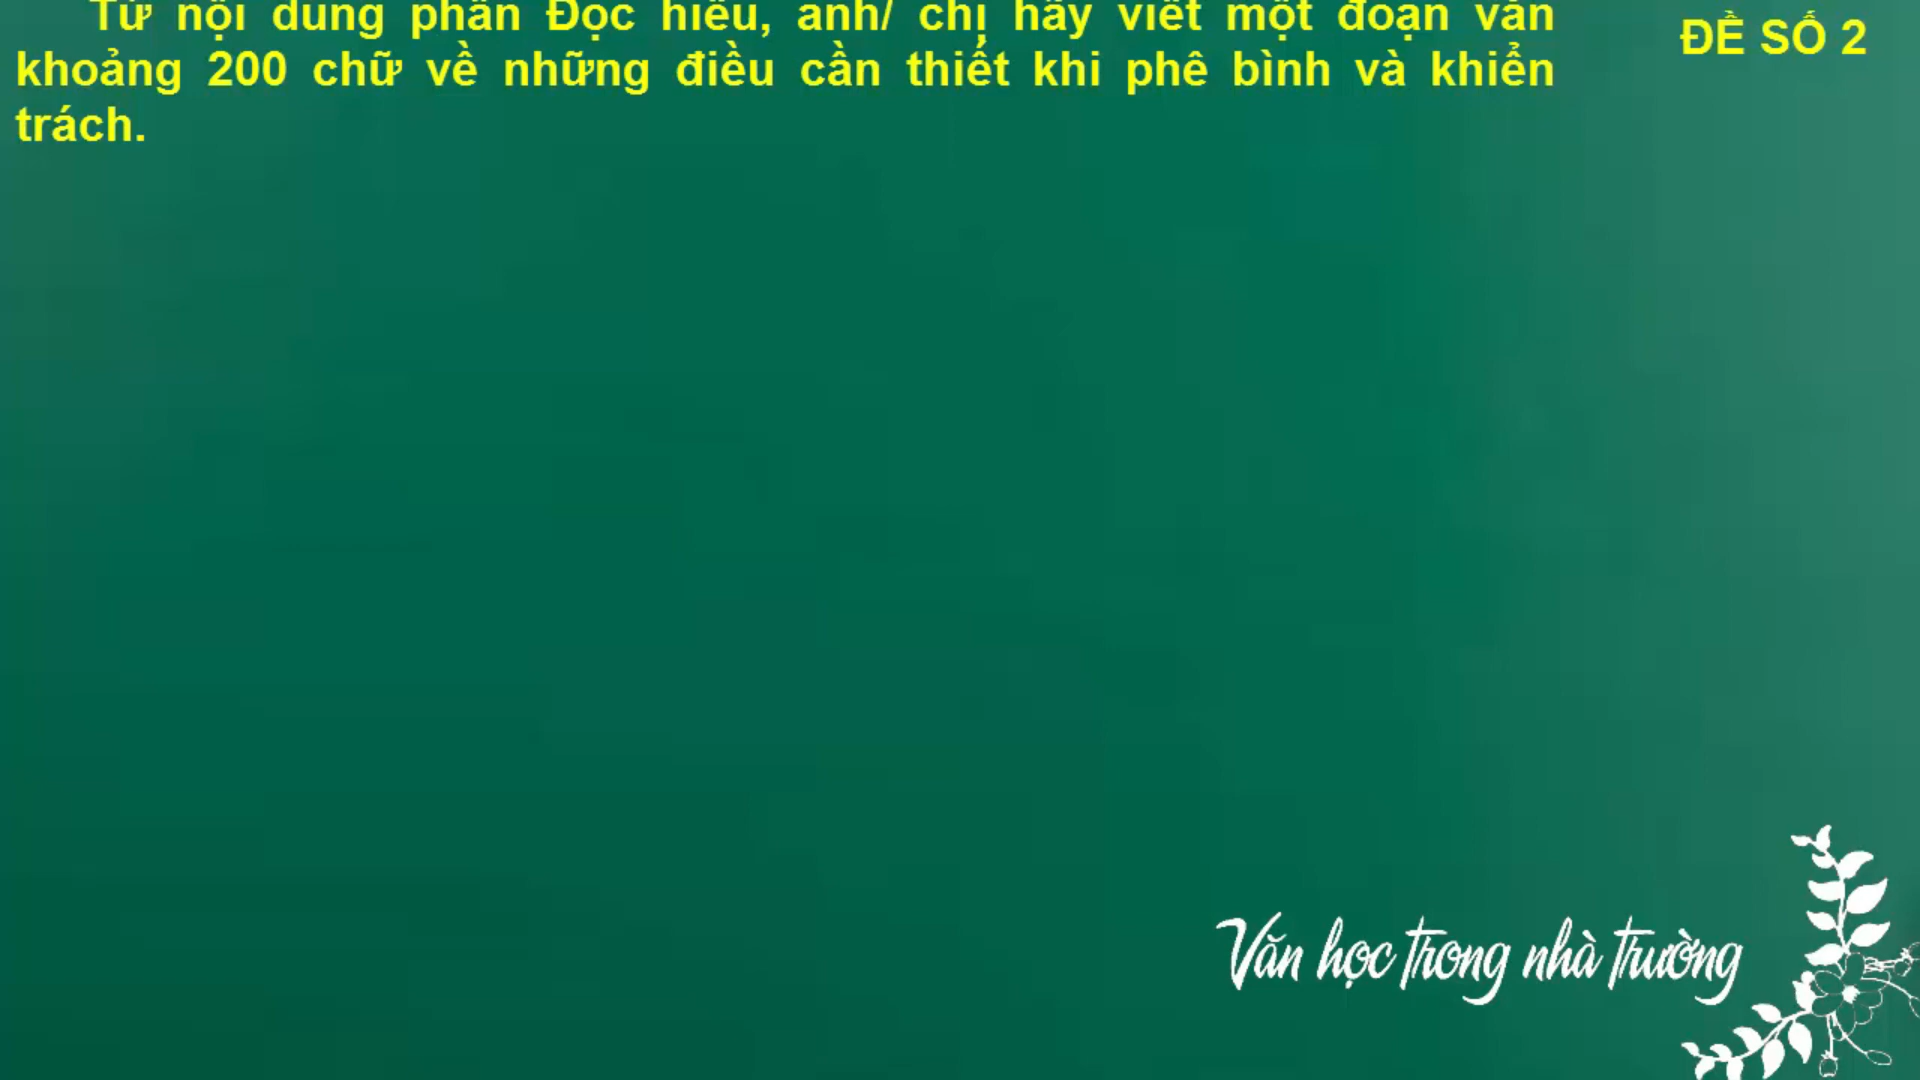 Từ nội dung phần Đọc hiểu, anh/ chị hãy viết một đoạn văn
khoảng 200 chữ về những điều cần thiết khi phê bình và khiển
trách.
ĐỀ SỐ 2
Văn học trong nhà trường